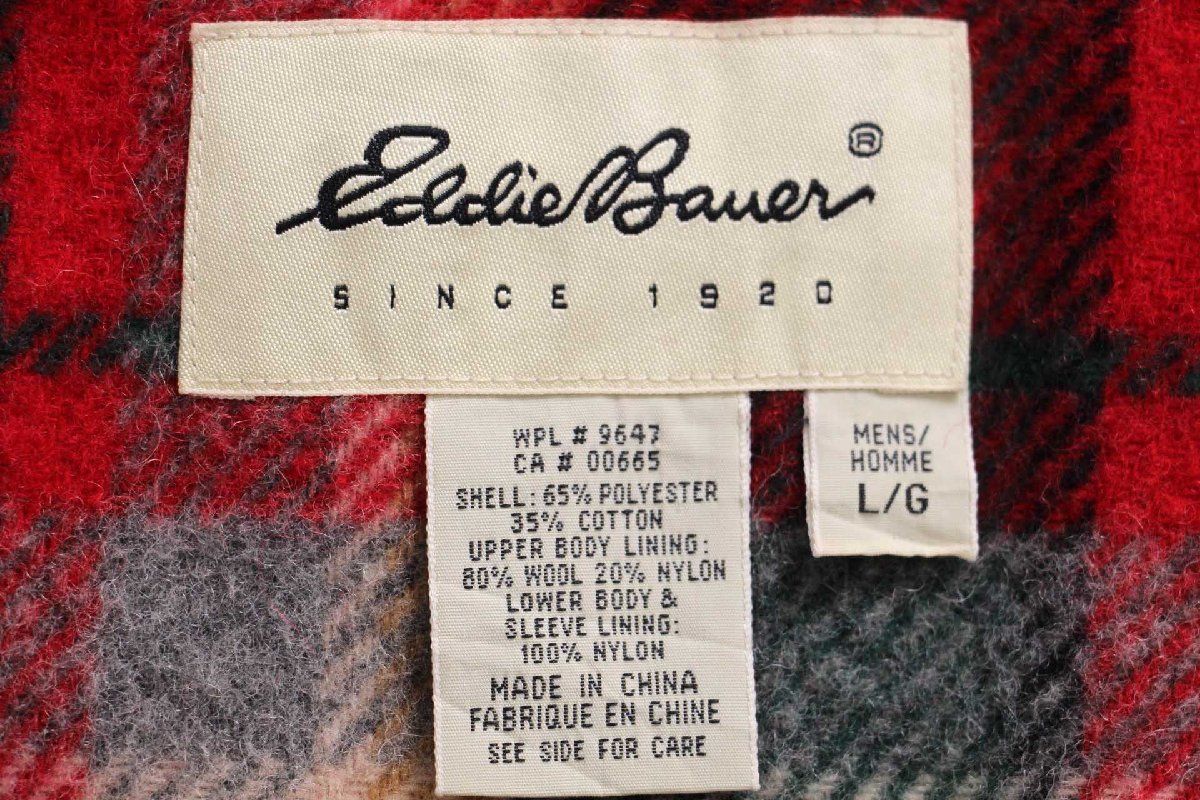 Eddie Bauer®
SINCE 1920
WPL # 9647
CA # 00665
SHELL: 65% POLYESTER
35% COTTON
UPPER BODY LINING:
80% WOOL 20% NYLON
LOWER BODY &
SLEEVE LINING:
100% NYLON
MADE IN CHINA
FABRIQUE EN CHINE
SEE SIDE FOR CARE
MENS/
HOMME
L/G